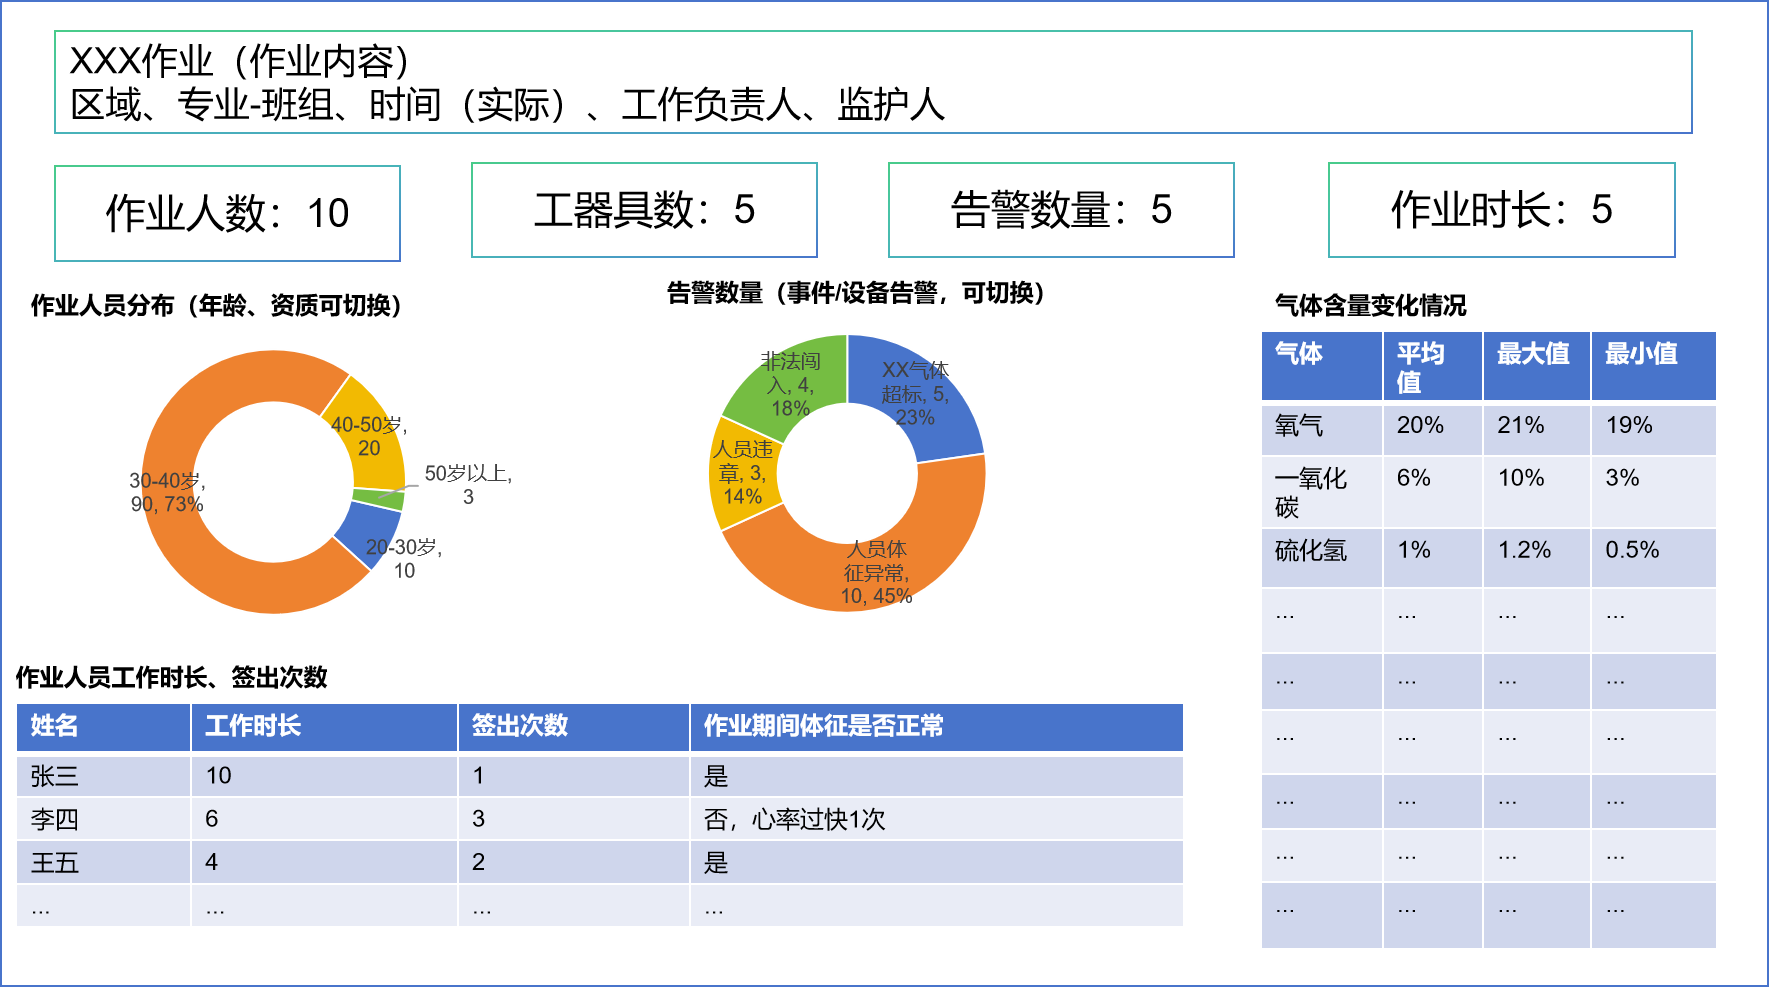 XXX作业（作业内容）
区域、专业-班组、时间（实际）、工作负责人、监护人
作业人数：10
工器具数：5
告警数量：5
作业时长：5
作业人员分布（年龄、资质可切换）
40-50岁,
20
50岁以上,
3
30-40岁,
90, 73%
20-30岁,
10
告警数量（事件/设备告警，可切换）
非法闯
入, 4,
18%
XX气体
超标, 5,
23%
人员违
章, 3,
14%
人员体
征异常,
10, 45%
气体含量变化情况
气体 平均值 最大值 最小值
氧气 20% 21% 19%
一氧化碳 6% 10% 3%
硫化氢 1% 1.2% 0.5%
... ... ... ...
... ... ... ...
... ... ... ...
... ... ... ...
... ... ... ...
... ... ... ...
作业人员工作时长、签出次数
姓名 工作时长 签出次数 作业期间体征是否正常
张三 10 1 是
李四 6 3 否，心率过快1次
王五 4 2 是
... ... ... ...